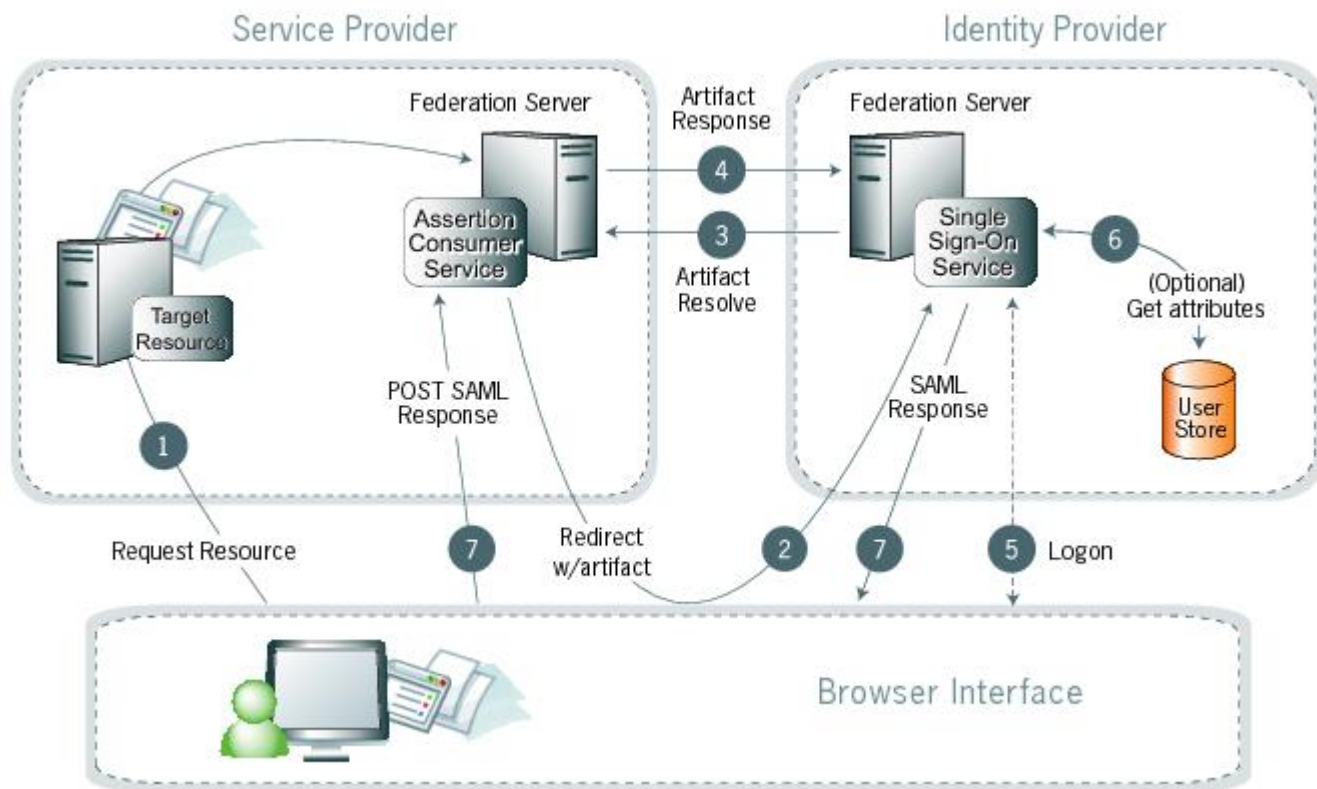 Service Provider
Identity Provider
Federation Server
Artifact
Response
Federation Server
4
Assertion
Consumer
Service
3
Single
Sign-On
Service
6
Artifact
Resolve
(Optional)
Get attributes
Target
Resource
POST SAML
Response
SAML
Response
User
Store
1
Request Resource
7
Redirect
w/artifact
2
7
5
Logon
Browser Interface